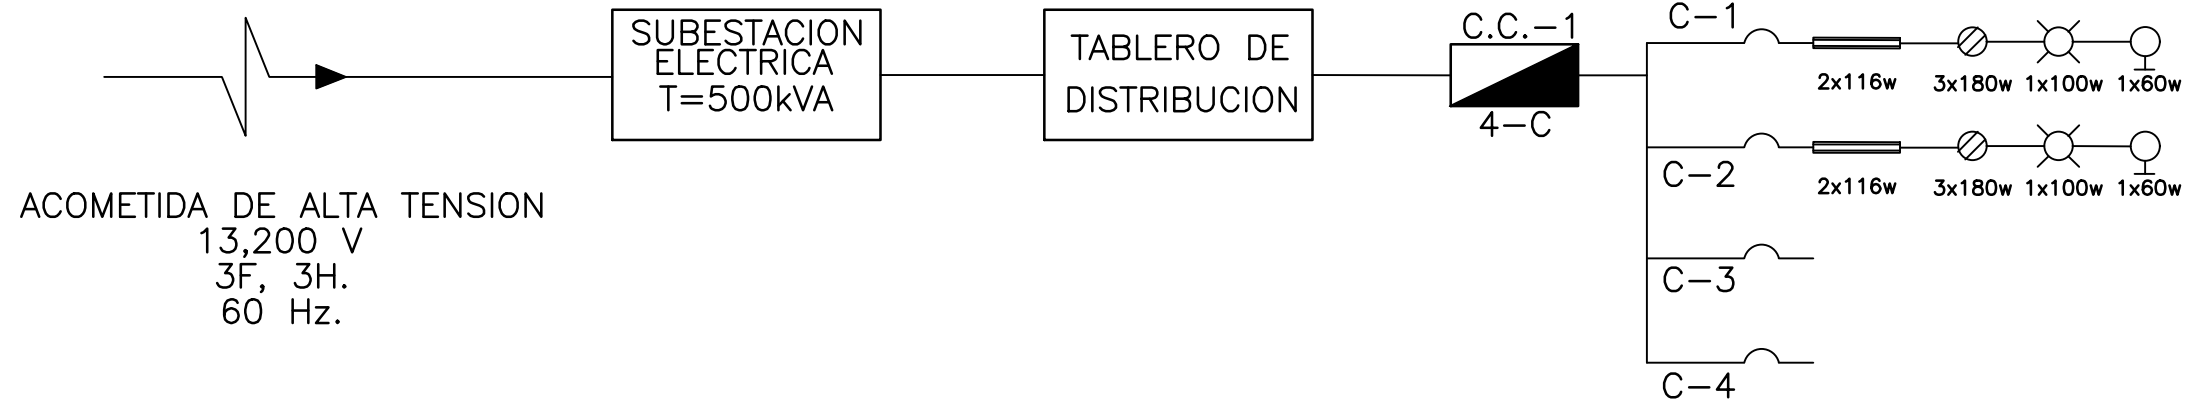 SUBESTACION
ELECTRICA
T=500kVA
TABLERO DE
DISTRIBUCION
C.C.-1
4-C
C-1
2x116w 3x180w 1x100w 1x60w
C-2
2x116w 3x180w 1x100w 1x60w
C-3
C-4
ACOMETIDA DE ALTA TENSION
13,200 V
3F, 3H.
60 Hz.